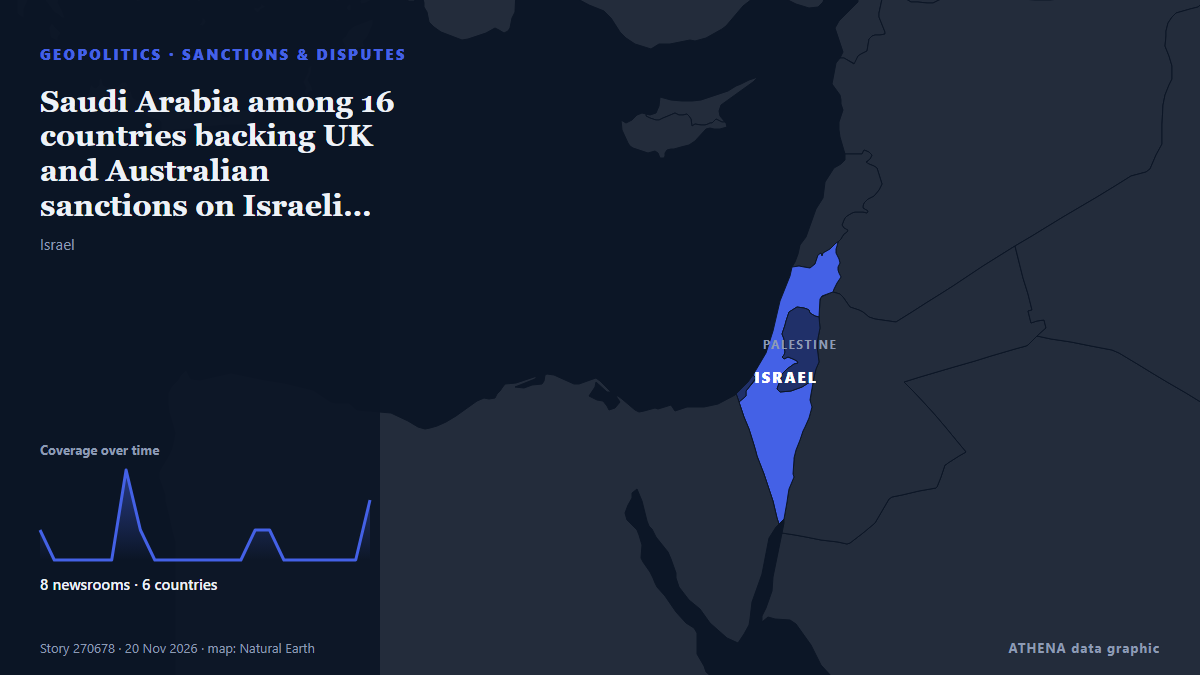 GEOPOLITICS · SANCTIONS & DISPUTES
Saudi Arabia among 16
countries backing UK
and Australian
sanctions on Israeli...
Israel
PALESTINE
ISRAEL
Coverage over time
8 newsrooms · 6 countries
Story 270678 · 20 Nov 2026 · map: Natural Earth
ATHENA data graphic